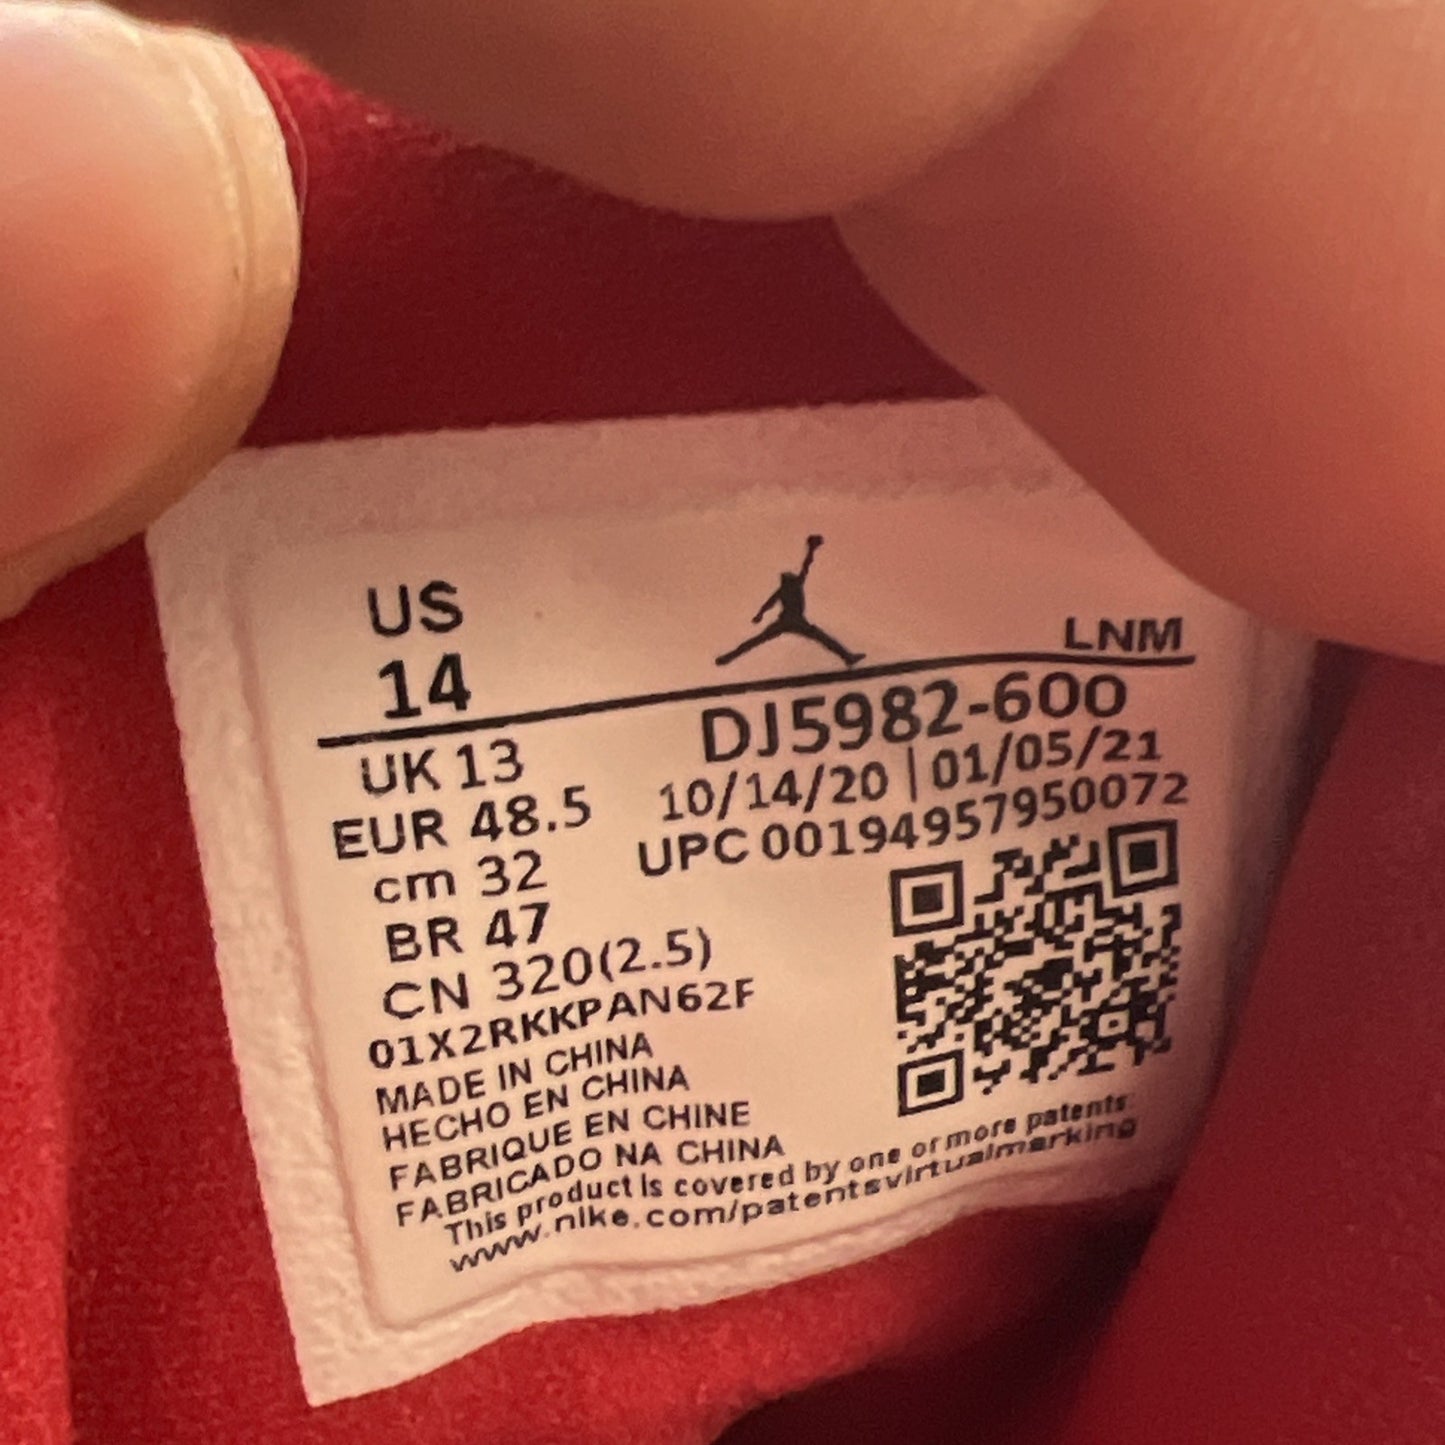 US
14
LNM
UK 13
EUR 48.5
cm 32
BR 47
CN 320(2.5)
DJ5982-600
10/14/20 | 01/05/21
UPC 00194957950072
01X2RKKPAN62F
MADE IN CHINA
HECHO EN CHINA
FABRIQUE EN CHINE
FABRICADO NA CHINA
This product is covered by one or more patents
www.nike.com/patentsvirtualmarking